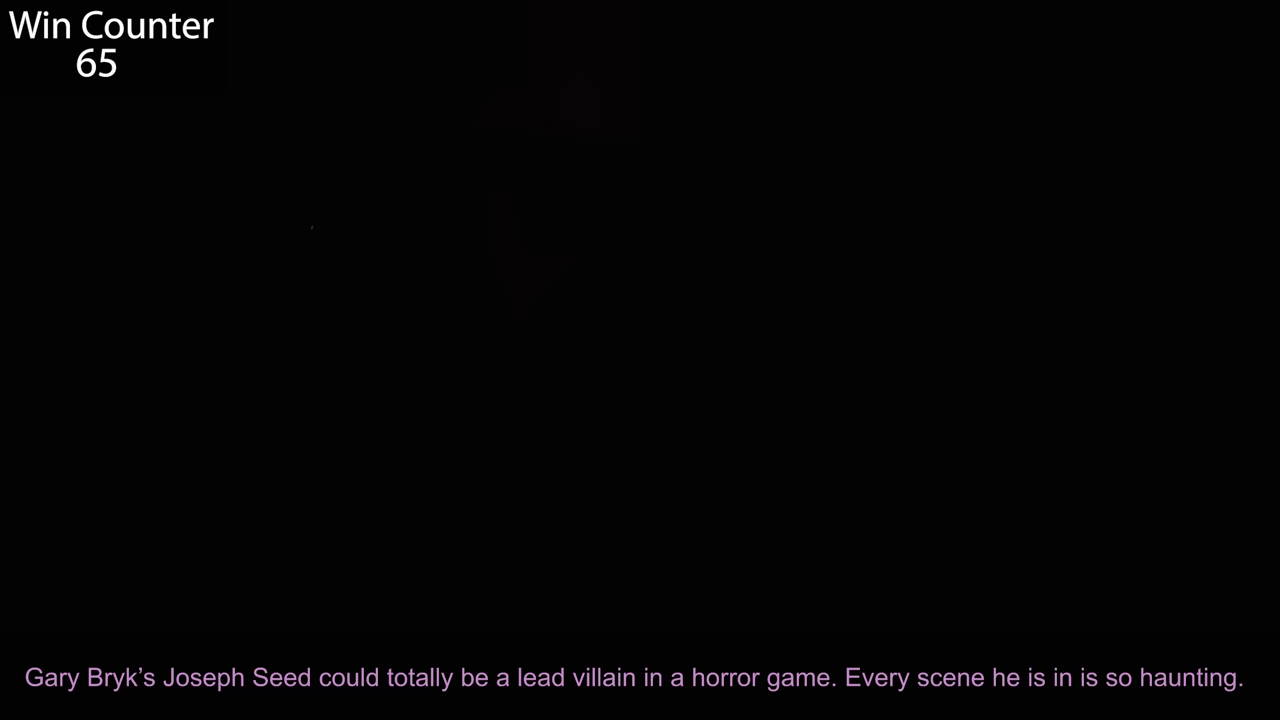 Win Counter
65
Gary Bryk’s Joseph Seed could totally be a lead villain in a horror game. Every scene he is in is so haunting.